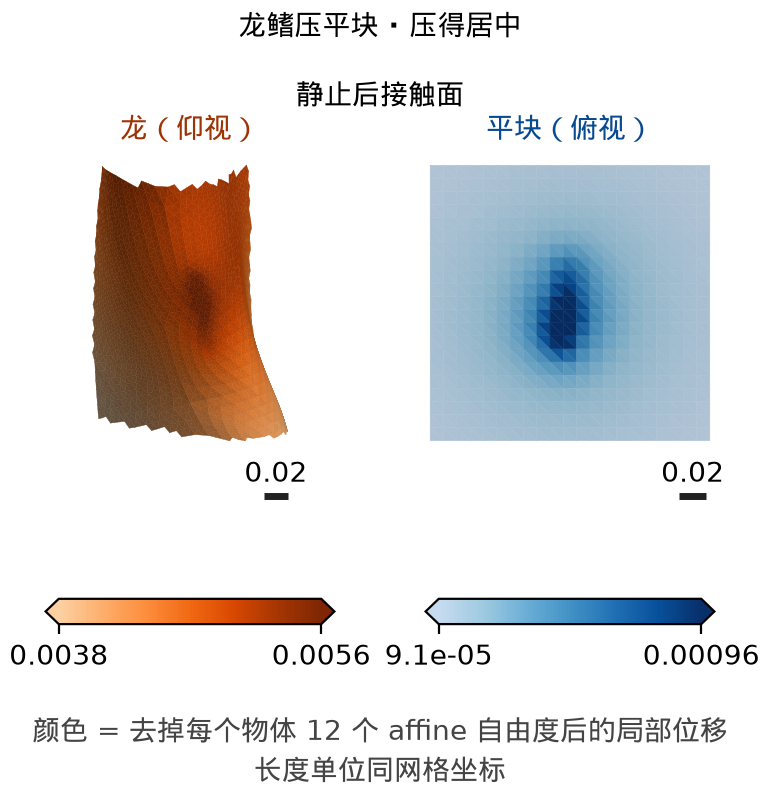 龙鳍压平块 · 压得居中
静止后接触面
龙（仰视）
平块（俯视）
0.02
0.02
0.0038
0.0056
9.1e-05
0.00096
颜色 = 去掉每个物体 12 个 affine 自由度后的局部位移
长度单位同网格坐标